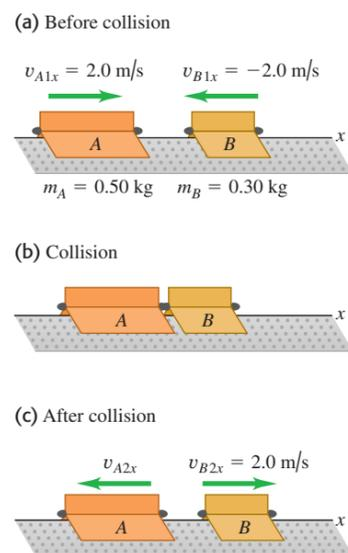 (a) Before collision
v_A1x = 2.0 m/s v_B1x = −2.0 m/s
A B x
m_A = 0.50 kg m_B = 0.30 kg
(b) Collision
A B x
(c) After collision
v_A2x v_B2x = 2.0 m/s
A B x